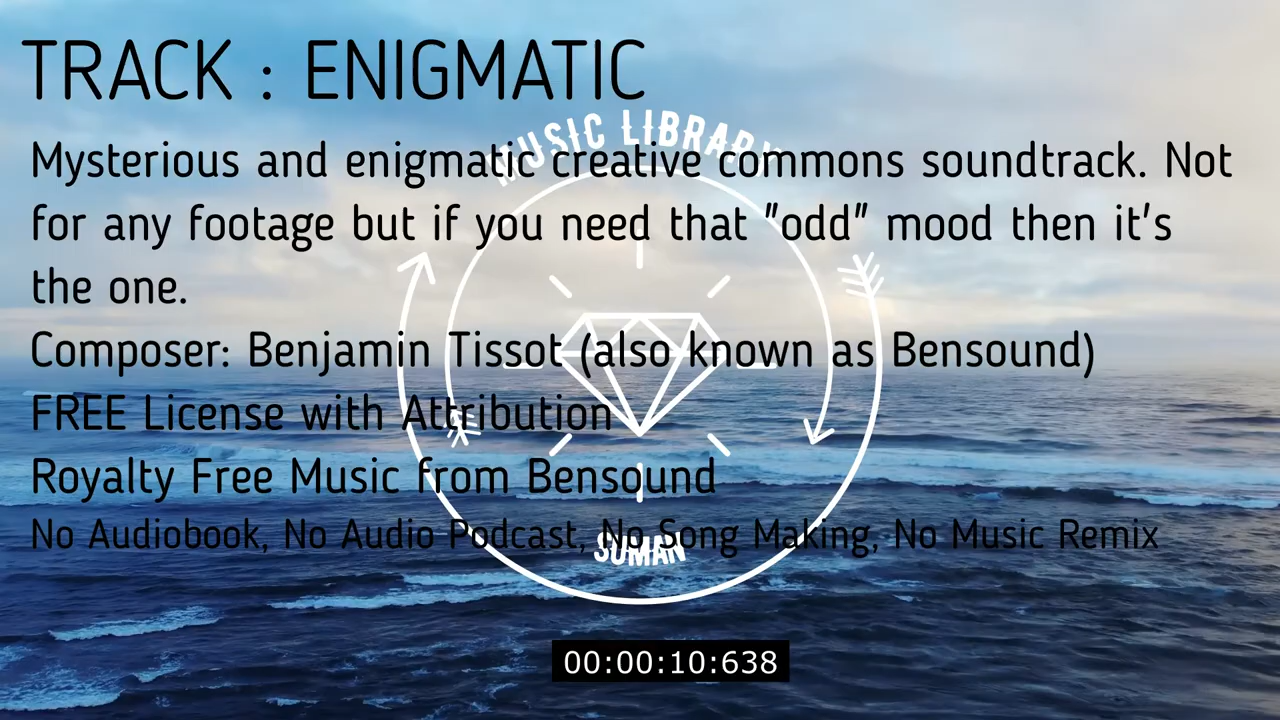 TRACK : ENIGMATIC
MUSIC LIBRARY
Mysterious and enigmatic creative commons soundtrack. Not
for any footage but if you need that "odd" mood then it's
the one.
Composer: Benjamin Tissot (also known as Bensound)
FREE License with Attribution
Royalty Free Music from Bensound
No Audiobook, No Audio Podcast, No Song Making, No Music Remix
SUMAN
00:00:10:638